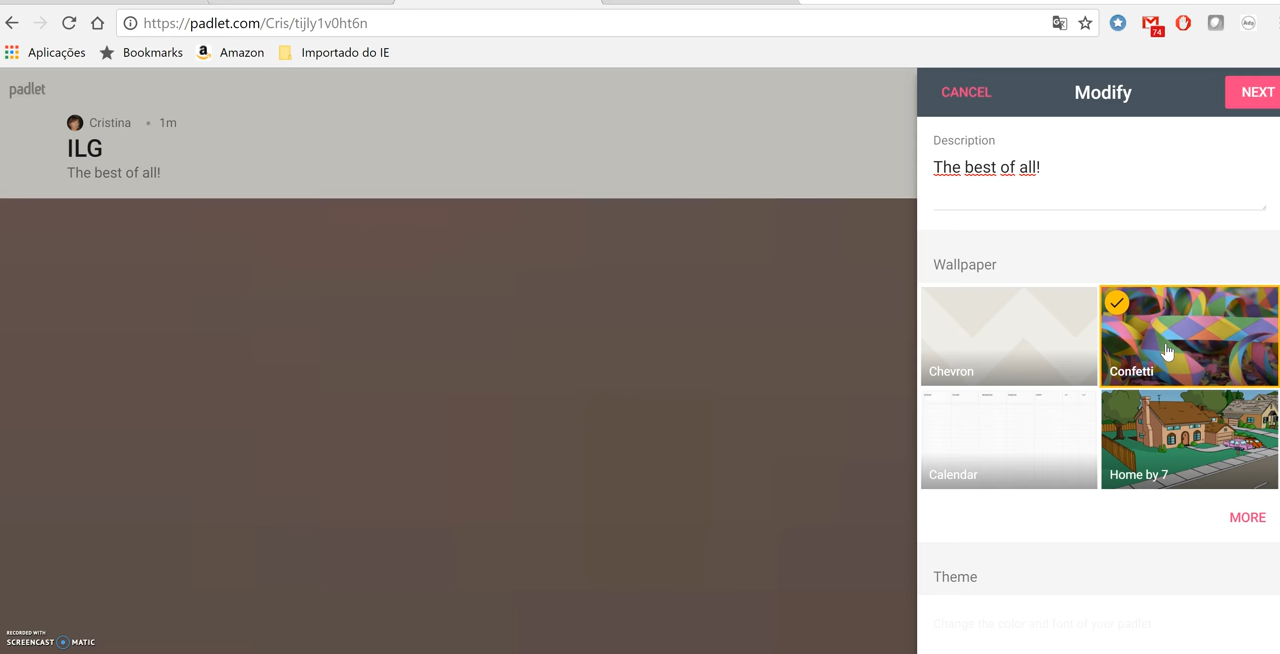 https://padlet.com/Cris/tijly1v0ht6n
74
Aplicações Bookmarks Amazon Importado do IE
padlet
Cristina • 1m
ILG
The best of all!
CANCEL Modify NEXT
Description
The best of all!
Wallpaper
Chevron Confetti
Calendar Home by 7
MORE
Theme
Change the color and font of your padlet
RECORDED WITH
SCREENCAST MATIC